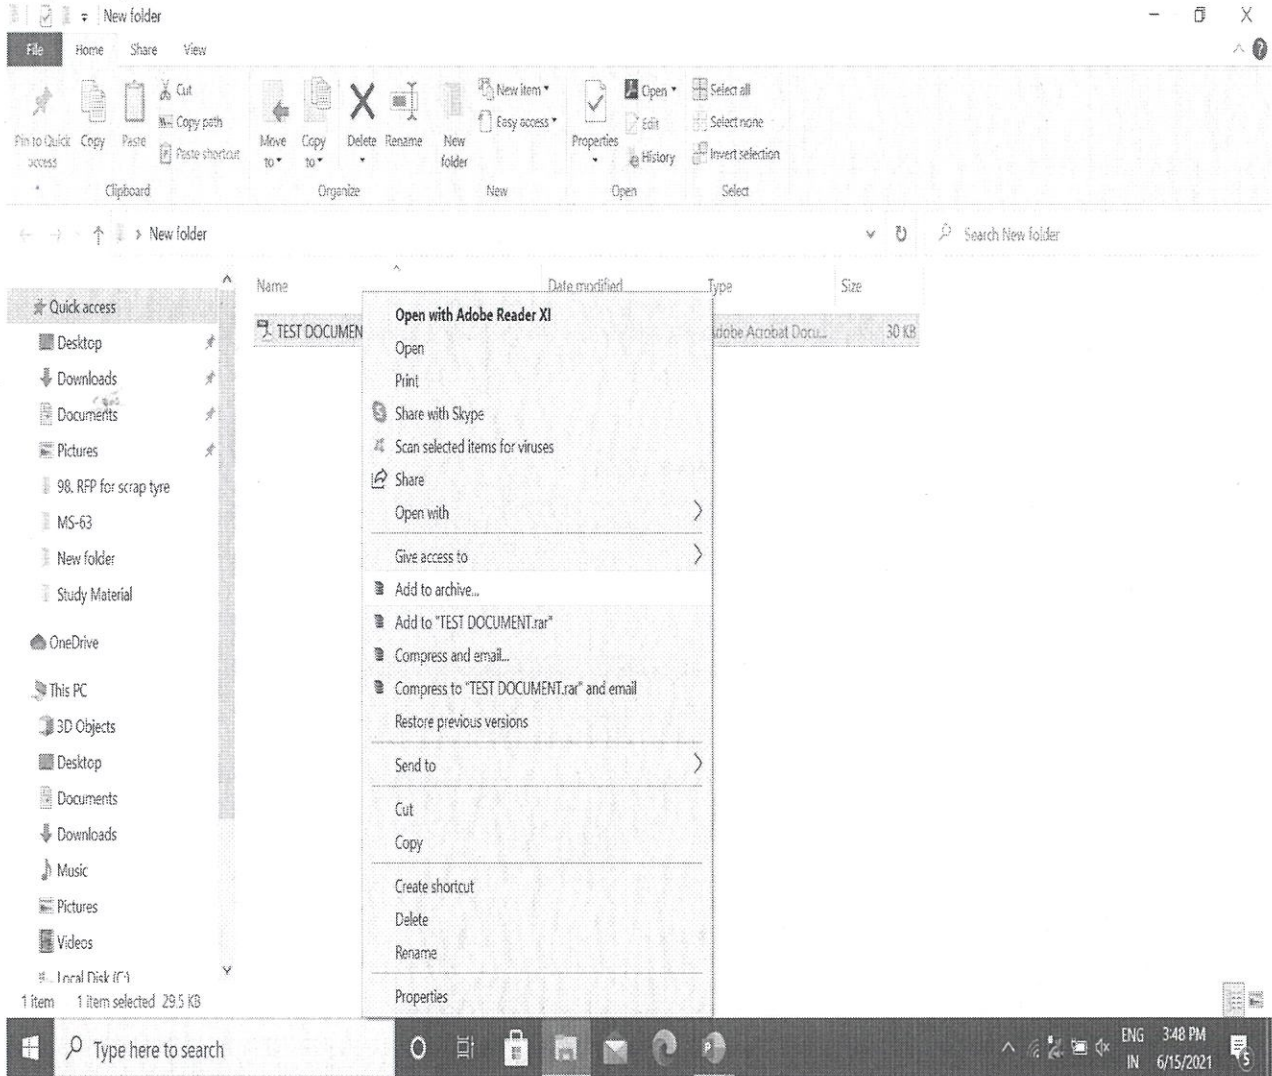 New folder
File Home Share View
Pin to Quick access
Copy
Paste
Cut
Copy path
Paste shortcut
Clipboard
Move to
Copy to
Delete
Rename
Organize
New folder
New item
Easy access
New
Properties
Open
Edit
History
Open
Select all
Select none
Invert selection
Select
New folder
Search New folder
Name Date modified Type Size
TEST DOCUMEN
Adobe Acrobat Docu... 30 KB
Quick access
Desktop
Downloads
Documents
Pictures
98. RFP for scrap tyre
MS-63
New folder
Study Material
OneDrive
This PC
3D Objects
Desktop
Documents
Downloads
Music
Pictures
Videos
Local Disk (C:)
Open with Adobe Reader XI
Open
Print
Share with Skype
Scan selected items for viruses
Share
Open with
Give access to
Add to archive...
Add to "TEST DOCUMENT.rar"
Compress and email...
Compress to "TEST DOCUMENT.rar" and email
Restore previous versions
Send to
Cut
Copy
Create shortcut
Delete
Rename
Properties
1 item 1 item selected 29.5 KB
Type here to search
ENG 3:48 PM
IN 6/15/2021
5